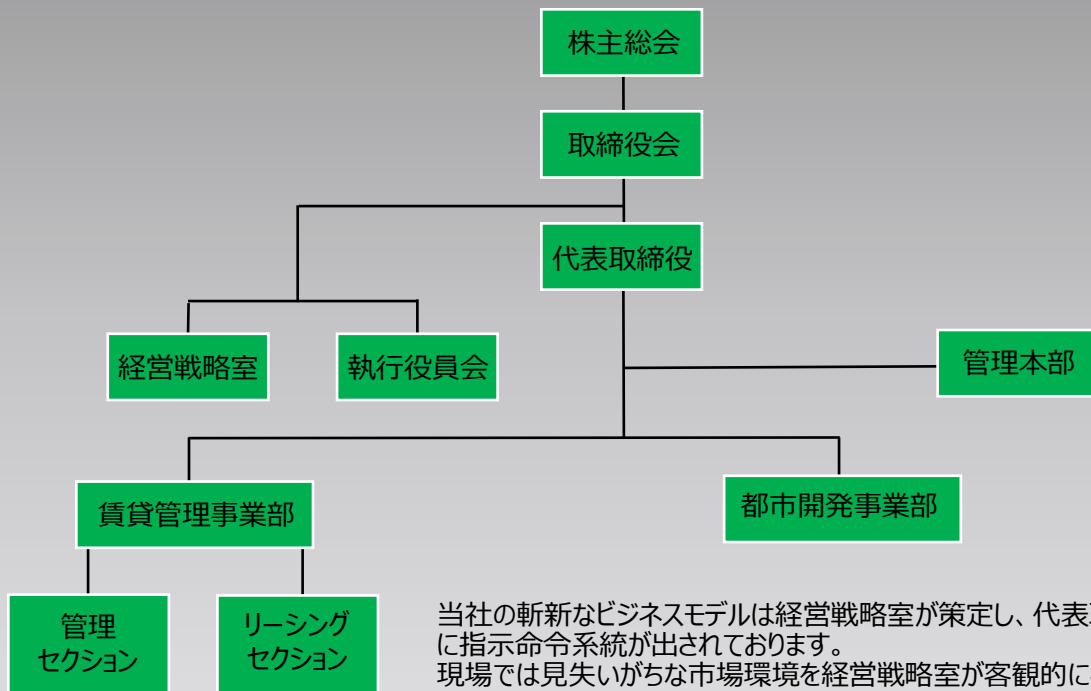 株主総会
取締役会
代表取締役
経営戦略室
執行役員会
管理本部
賃貸管理事業部
都市開発事業部
管理
セクション
リーシング
セクション
当社の斬新なビジネスモデルは経営戦略室が策定し、代表
に指示命令系統が出されております。
現場では見失いがちな市場環境を経営戦略室が客観的に